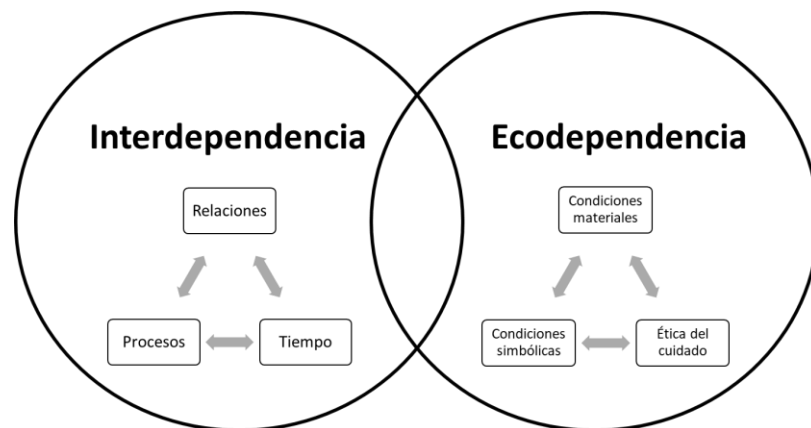 Interdependencia
Relaciones
Procesos
Tiempo
Ecodependencia
Condiciones
materiales
Condiciones
simbólicas
Ética del
cuidado